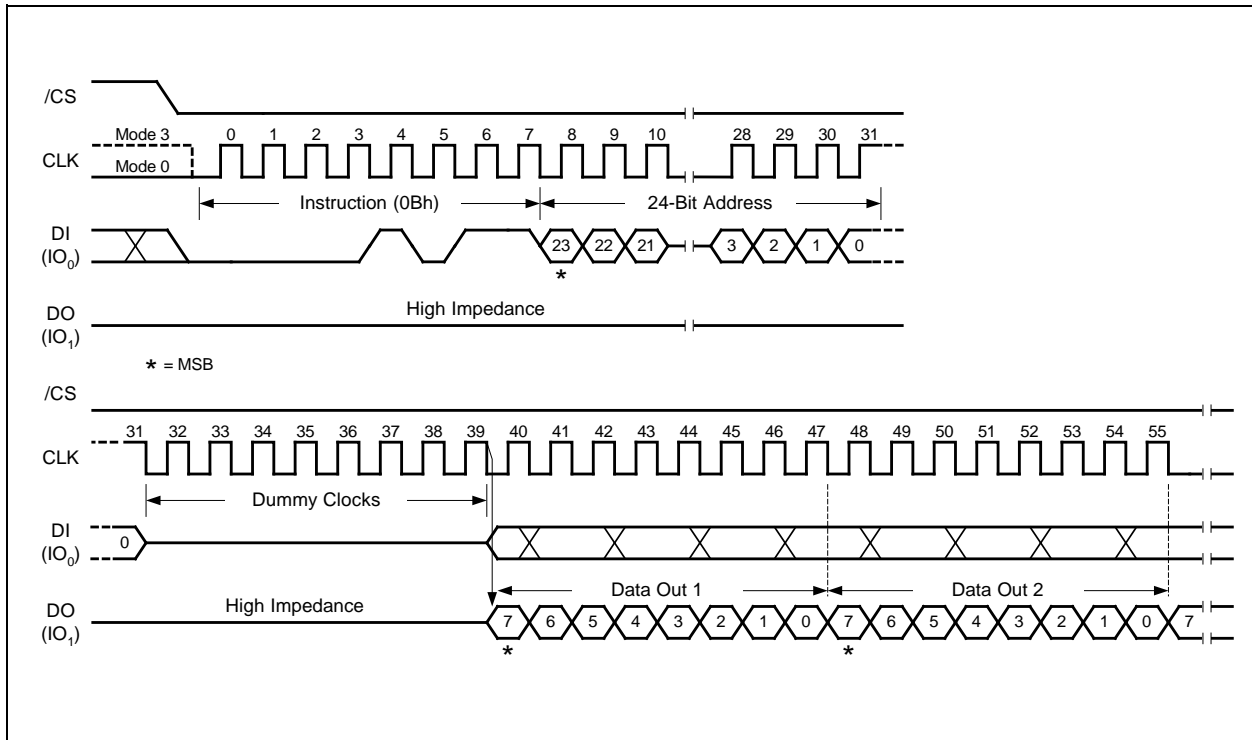 /CS
Mode 3 0 1 2 3 4 5 6 7 8 9 10 28 29 30 31
CLK
Mode 0
Instruction (0Bh) 24-Bit Address
DI
(IO0)
23 22 21 3 2 1 0
*
High Impedance
DO
(IO1)
* = MSB
/CS
31 32 33 34 35 36 37 38 39 40 41 42 43 44 45 46 47 48 49 50 51 52 53 54 55
CLK
Dummy Clocks
DI
(IO0)
0
Data Out 1 Data Out 2
High Impedance
DO
(IO1)
7 6 5 4 3 2 1 0 7 6 5 4 3 2 1 0 7
* *